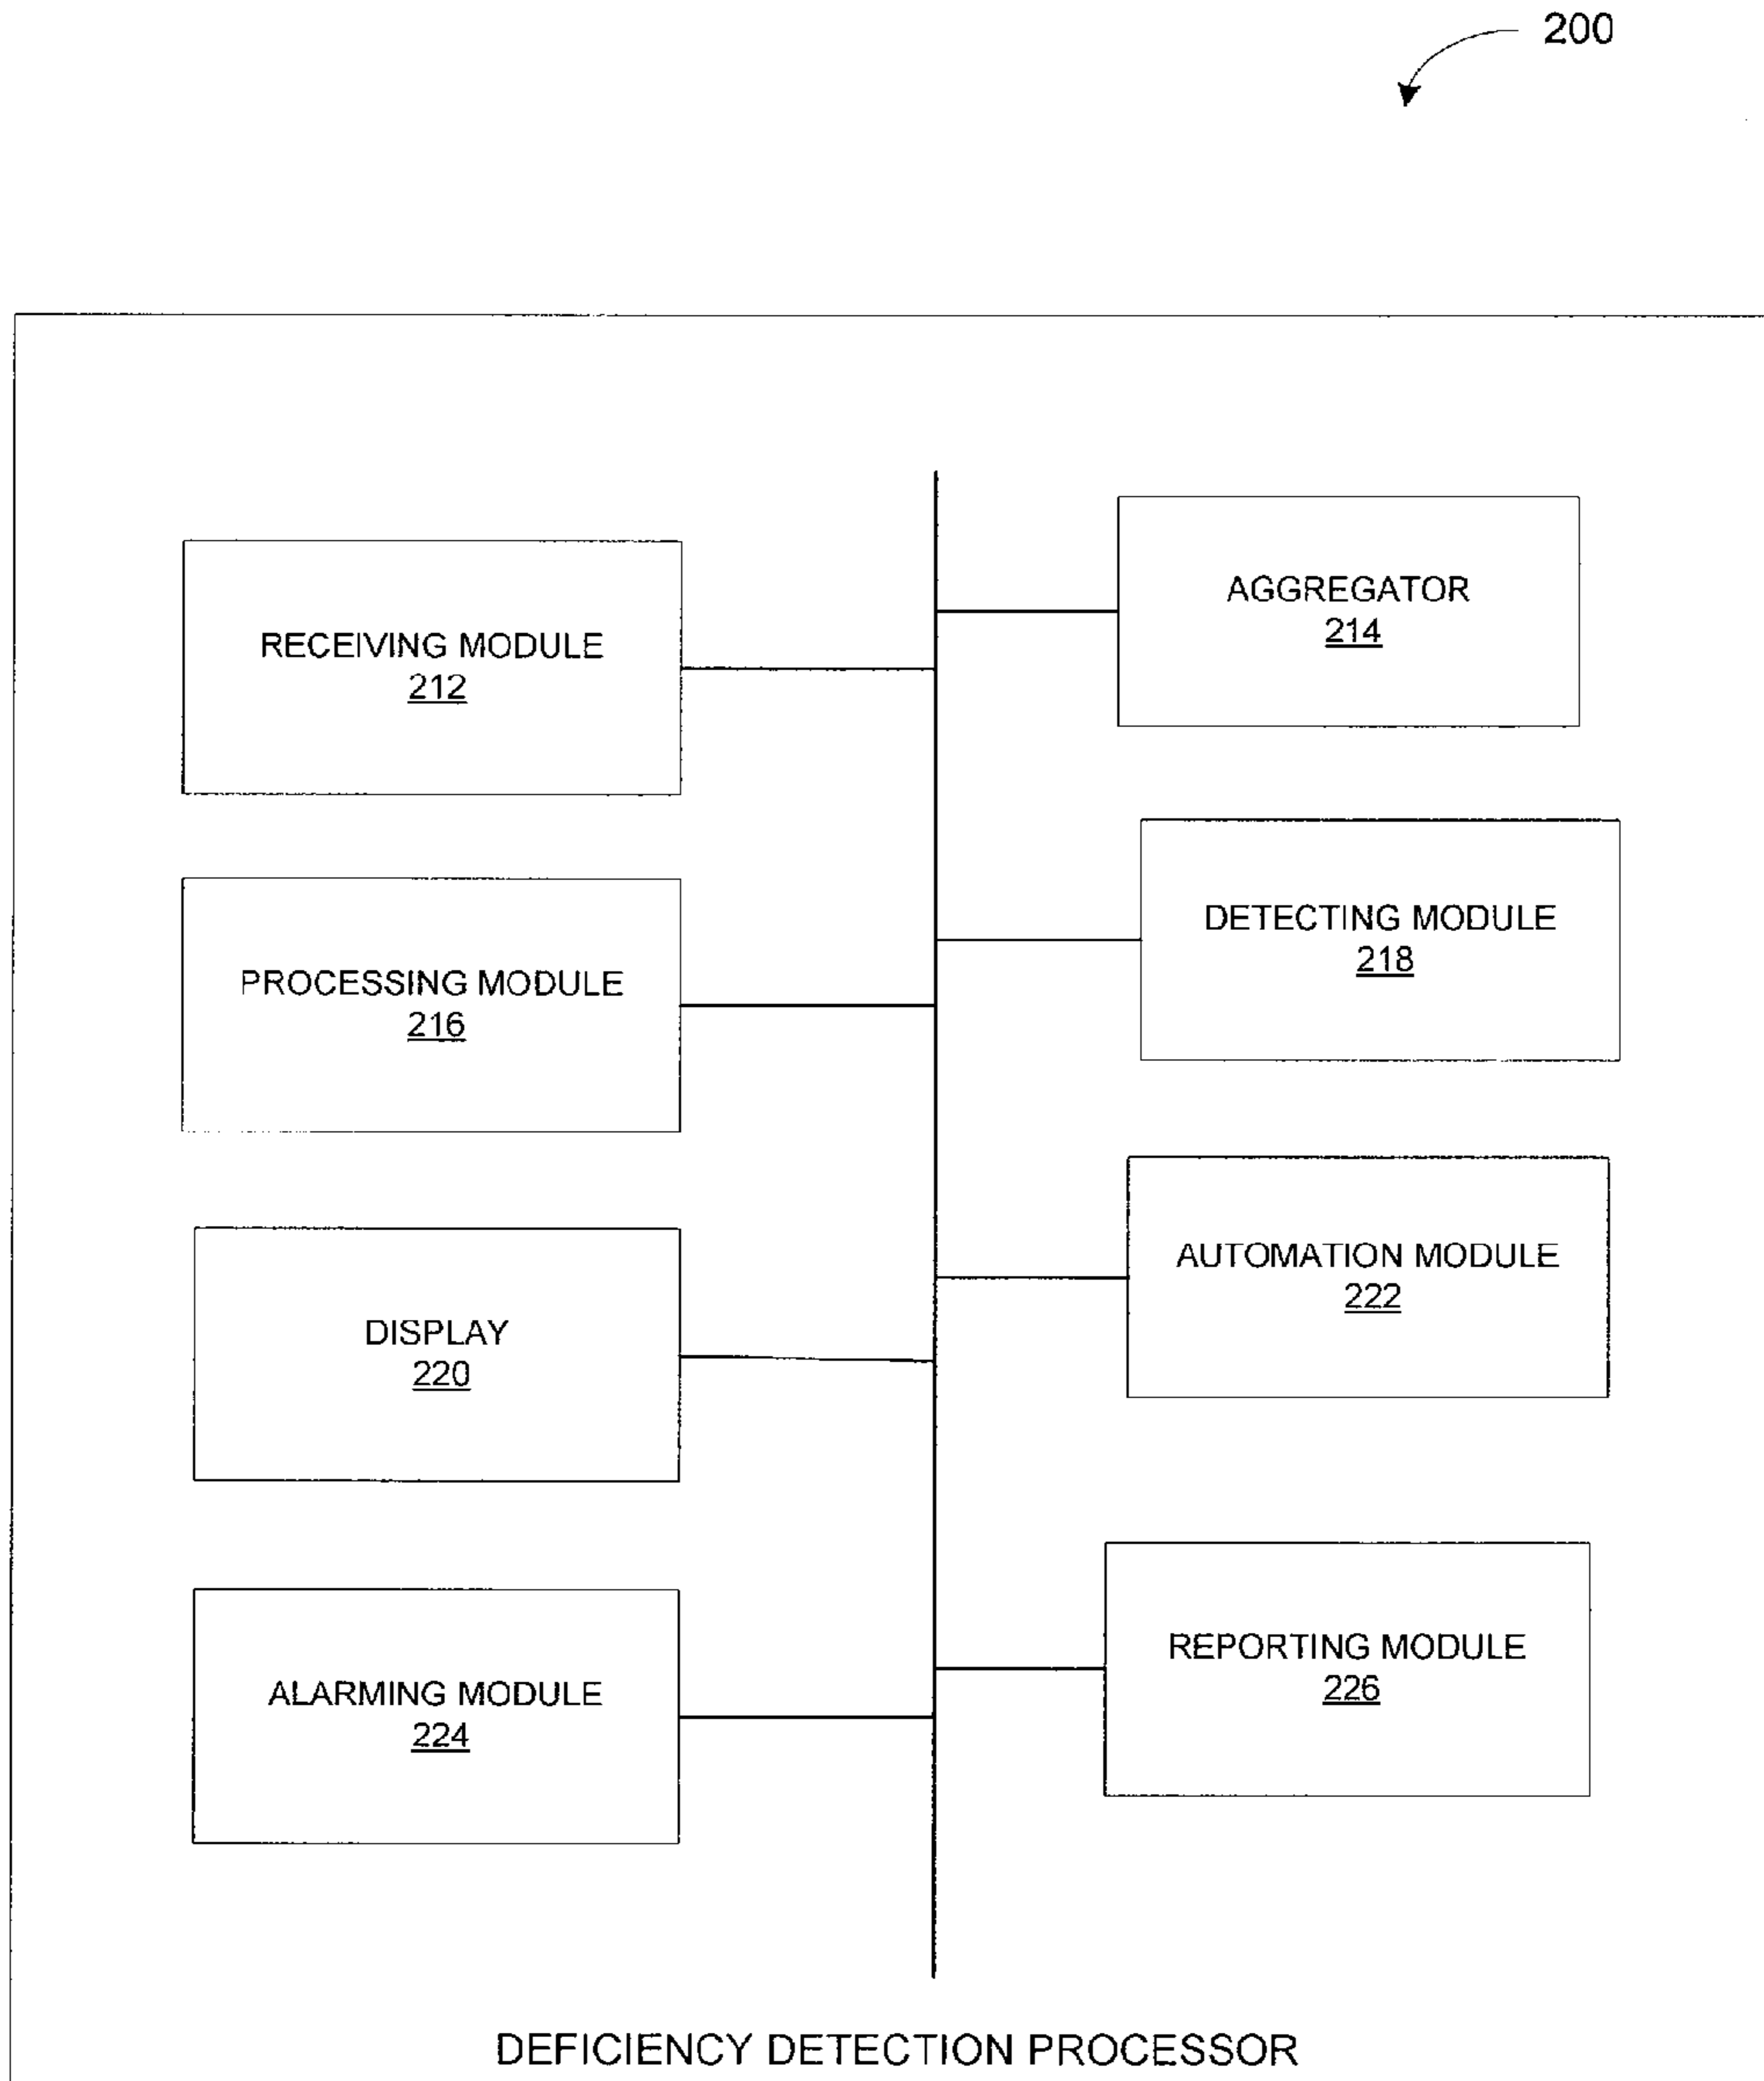 200
RECEIVING MODULE
212
AGGREGATOR
214
PROCESSING MODULE
216
DETECTING MODULE
218
DISPLAY
220
AUTOMATION MODULE
222
ALARMING MODULE
224
REPORTING MODULE
226
DEFICIENCY DETECTION PROCESSOR